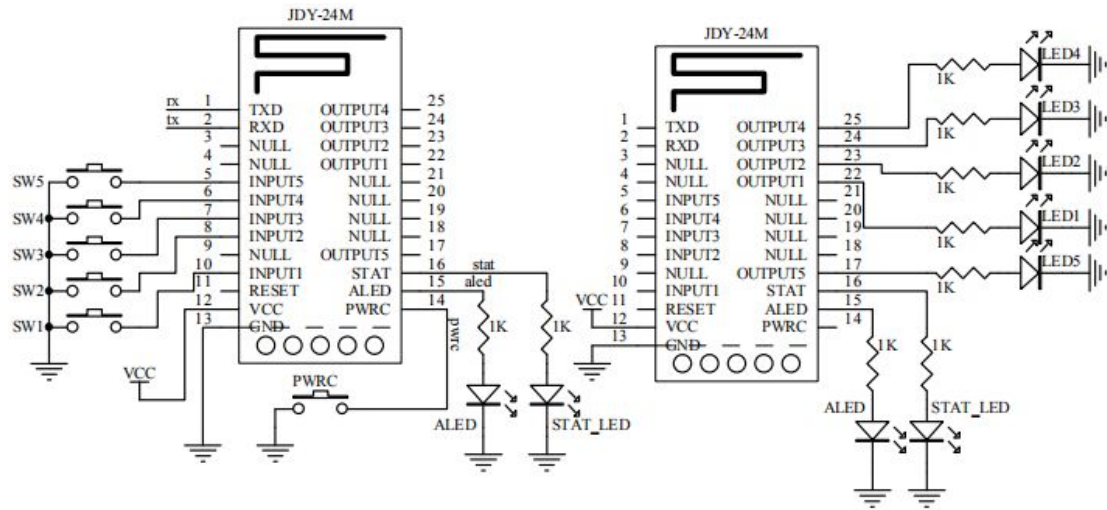 JDY-24M
rx 1 TXD OUTPUT4 25
tx 2 RXD OUTPUT3 24
3 NULL OUTPUT2 23
4 NULL OUTPUT1 22
SW5 5 INPUT5 NULL 21
SW4 6 INPUT4 NULL 20
SW3 7 INPUT3 NULL 19
8 INPUT2 NULL 18
9 NULL OUTPUT5 17
SW2 10 INPUT1 STAT 16 stat
11 RESET ALED 15 aled
SW1 12 VCC PWRC 14 pwrc
13 GND
1K
1K
VCC
PWRC
ALED
STAT_LED
JDY-24M
1 TXD OUTPUT4 25
2 RXD OUTPUT3 24
3 NULL OUTPUT2 23
4 NULL OUTPUT1 22
5 INPUT5 NULL 21
6 INPUT4 NULL 20
7 INPUT3 NULL 19
8 INPUT2 NULL 18
9 NULL OUTPUT5 17
10 INPUT1 STAT 16
11 RESET ALED 15
12 VCC PWRC 14
13 GND
VCC
1K LED4
1K LED3
1K LED2
1K LED1
1K LED5
1K
1K
ALED
STAT_LED